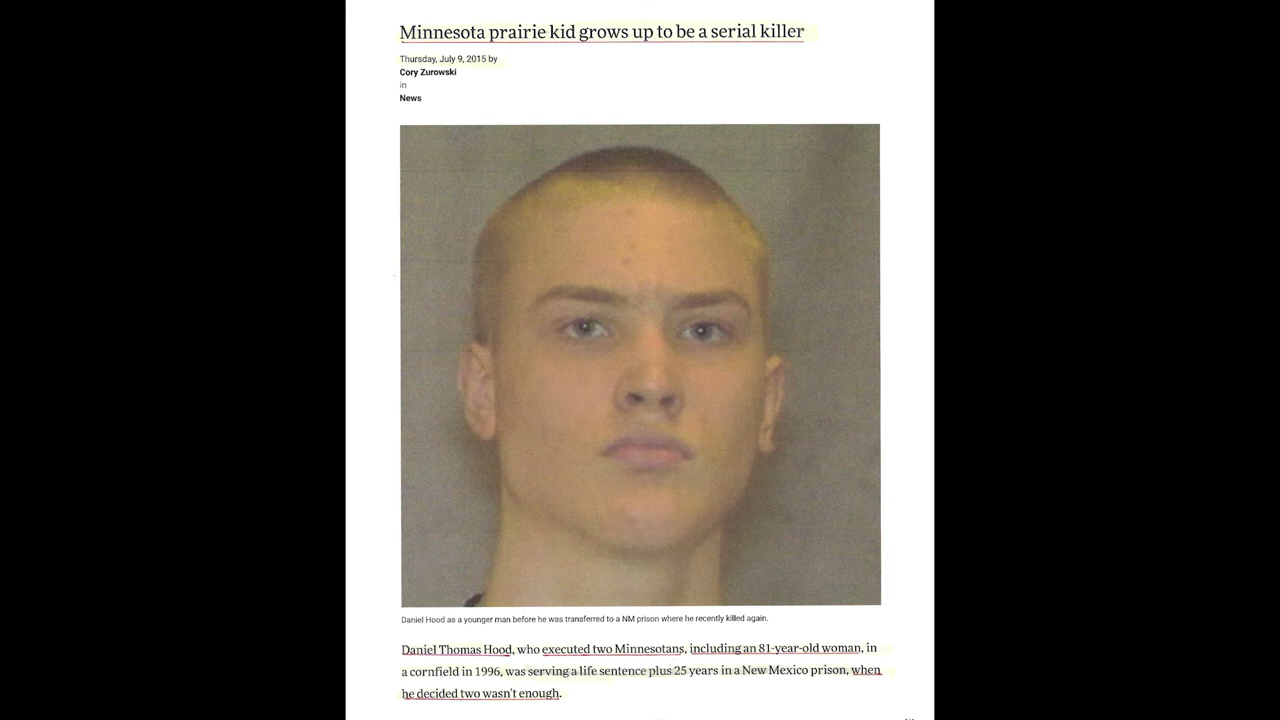 Minnesota prairie kid grows up to be a serial killer
Thursday, July 9, 2015 by
Cory Zurowski
in
News
Daniel Hood as a younger man before he was transferred to a NM prison where he recently killed again.
Daniel Thomas Hood, who executed two Minnesotans, including an 81-year-old woman, in
a cornfield in 1996, was serving a life sentence plus 25 years in a New Mexico prison, when
he decided two wasn't enough.